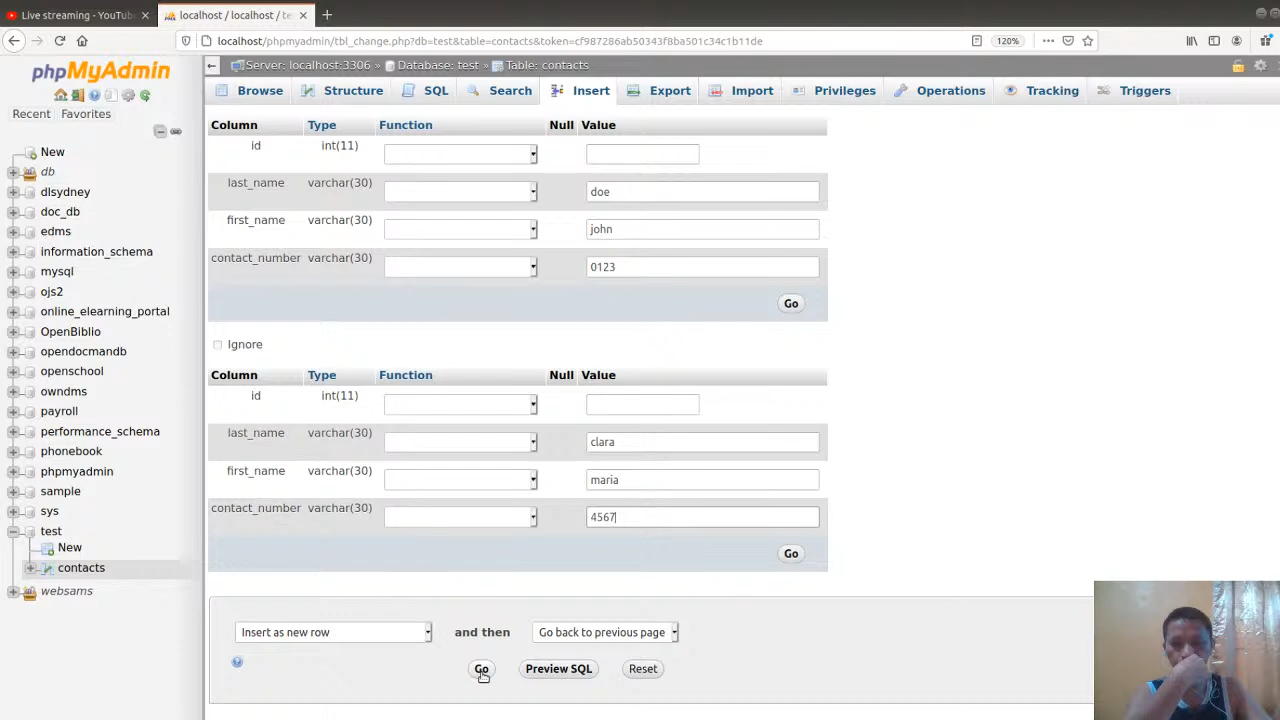 Live streaming - YouTube
localhost / localhost / te
localhost/phpmyadmin/tbl_change.php?db=test&table=contacts&token=cf987286ab50343f8ba501c34c1b11de
120%
phpMyAdmin
Recent
Favorites
New
db
dlsydney
doc_db
edms
information_schema
mysql
ojs2
online_elearning_portal
OpenBiblio
opendocmandb
openschool
owndms
payroll
performance_schema
phonebook
phpmyadmin
sample
sys
test
New
contacts
websams
Server: localhost:3306 » Database: test » Table: contacts
Browse Structure SQL Search Insert Export Import Privileges Operations Tracking Triggers
Column Type Function Null Value
id int(11)
last_name varchar(30) doe
first_name varchar(30) john
contact_number varchar(30) 0123
Go
Ignore
Column Type Function Null Value
id int(11)
last_name varchar(30) clara
first_name varchar(30) maria
contact_number varchar(30) 4567
Go
Insert as new row and then Go back to previous page
Go Preview SQL Reset